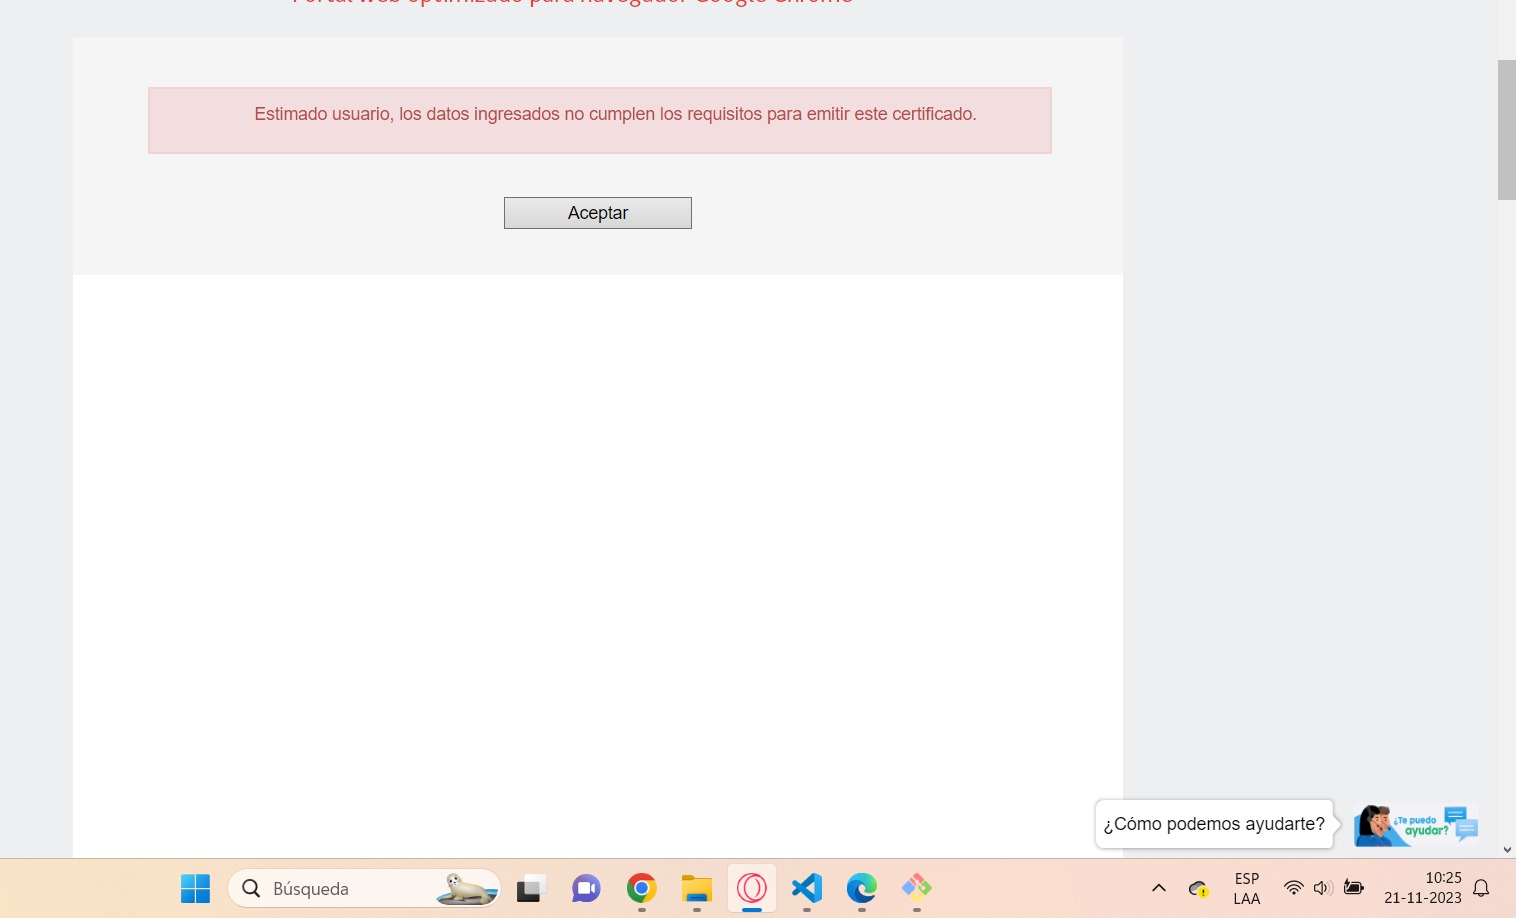 Portal web optimizado para navegador Google Chrome
Estimado usuario, los datos ingresados no cumplen los requisitos para emitir este certificado.
Aceptar
¿Cómo podemos ayudarte?
¿Te puedo
ayudar?
Búsqueda
ESP
LAA
10:25
21-11-2023